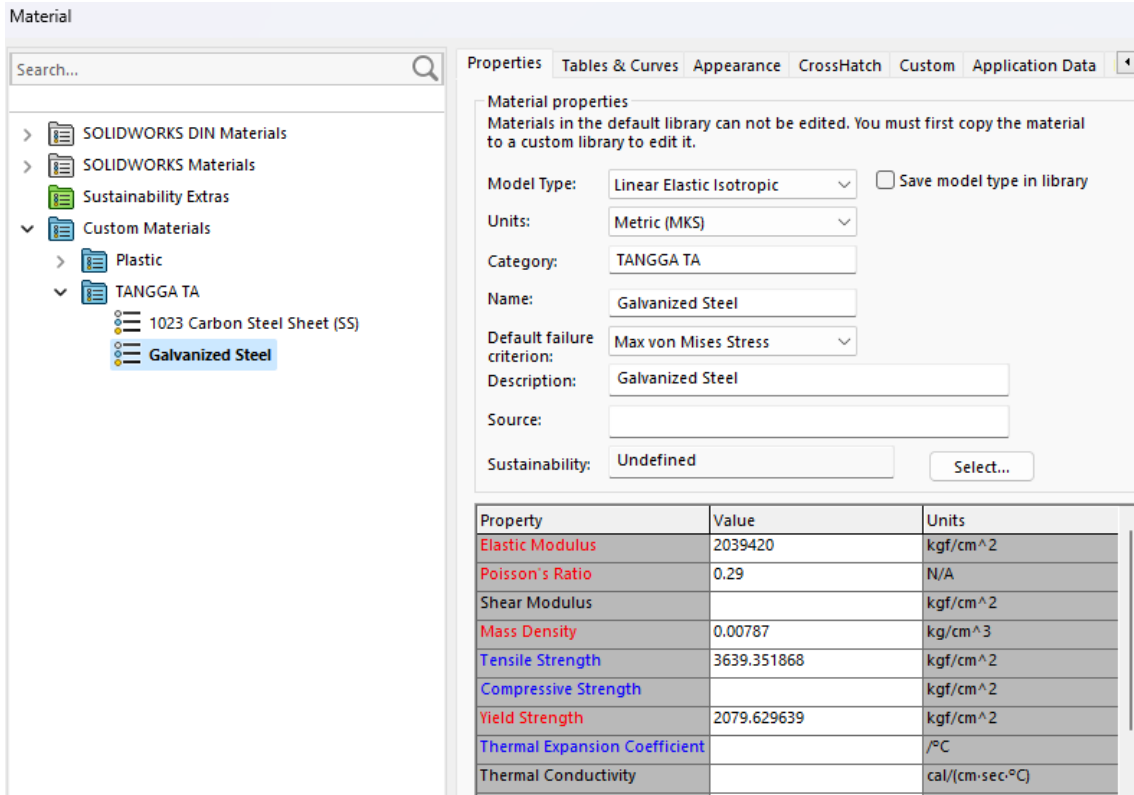 Material
Search...
SOLIDWORKS DIN Materials
SOLIDWORKS Materials
Sustainability Extras
Custom Materials
Plastic
TANGGA TA
1023 Carbon Steel Sheet (SS)
Galvanized Steel
Properties Tables & Curves Appearance CrossHatch Custom Application Data
Material properties
Materials in the default library can not be edited. You must first copy the material
to a custom library to edit it.
Model Type: Linear Elastic Isotropic Save model type in library
Units: Metric (MKS)
Category: TANGGA TA
Name: Galvanized Steel
Default failure
criterion: Max von Mises Stress
Description: Galvanized Steel
Source:
Sustainability: Undefined Select...
Property Value Units
Elastic Modulus 2039420 kgf/cm^2
Poisson's Ratio 0.29 N/A
Shear Modulus kgf/cm^2
Mass Density 0.00787 kg/cm^3
Tensile Strength 3639.351868 kgf/cm^2
Compressive Strength kgf/cm^2
Yield Strength 2079.629639 kgf/cm^2
Thermal Expansion Coefficient /ºC
Thermal Conductivity cal/(cm·sec·ºC)